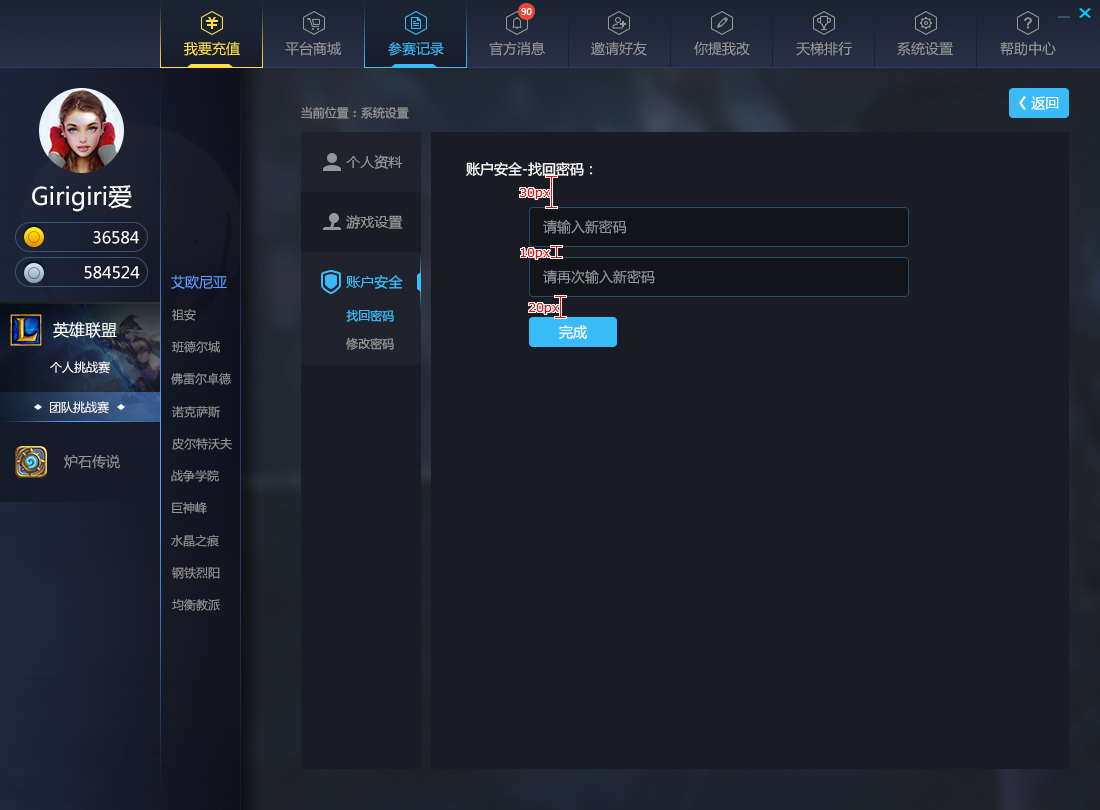 我要充值
平台商城
参赛记录
90
官方消息
邀请好友
你提我改
天梯排行
系统设置
帮助中心
Girigiri爱
36584
584524
英雄联盟
个人挑战赛
团队挑战赛
炉石传说
艾欧尼亚
祖安
班德尔城
佛雷尔卓德
诺克萨斯
皮尔特沃夫
战争学院
巨神峰
水晶之痕
钢铁烈阳
均衡教派
当前位置：系统设置
返回
个人资料
游戏设置
账户安全
找回密码
修改密码
账户安全-找回密码：
30px
请输入新密码
10px
请再次输入新密码
20px
完成